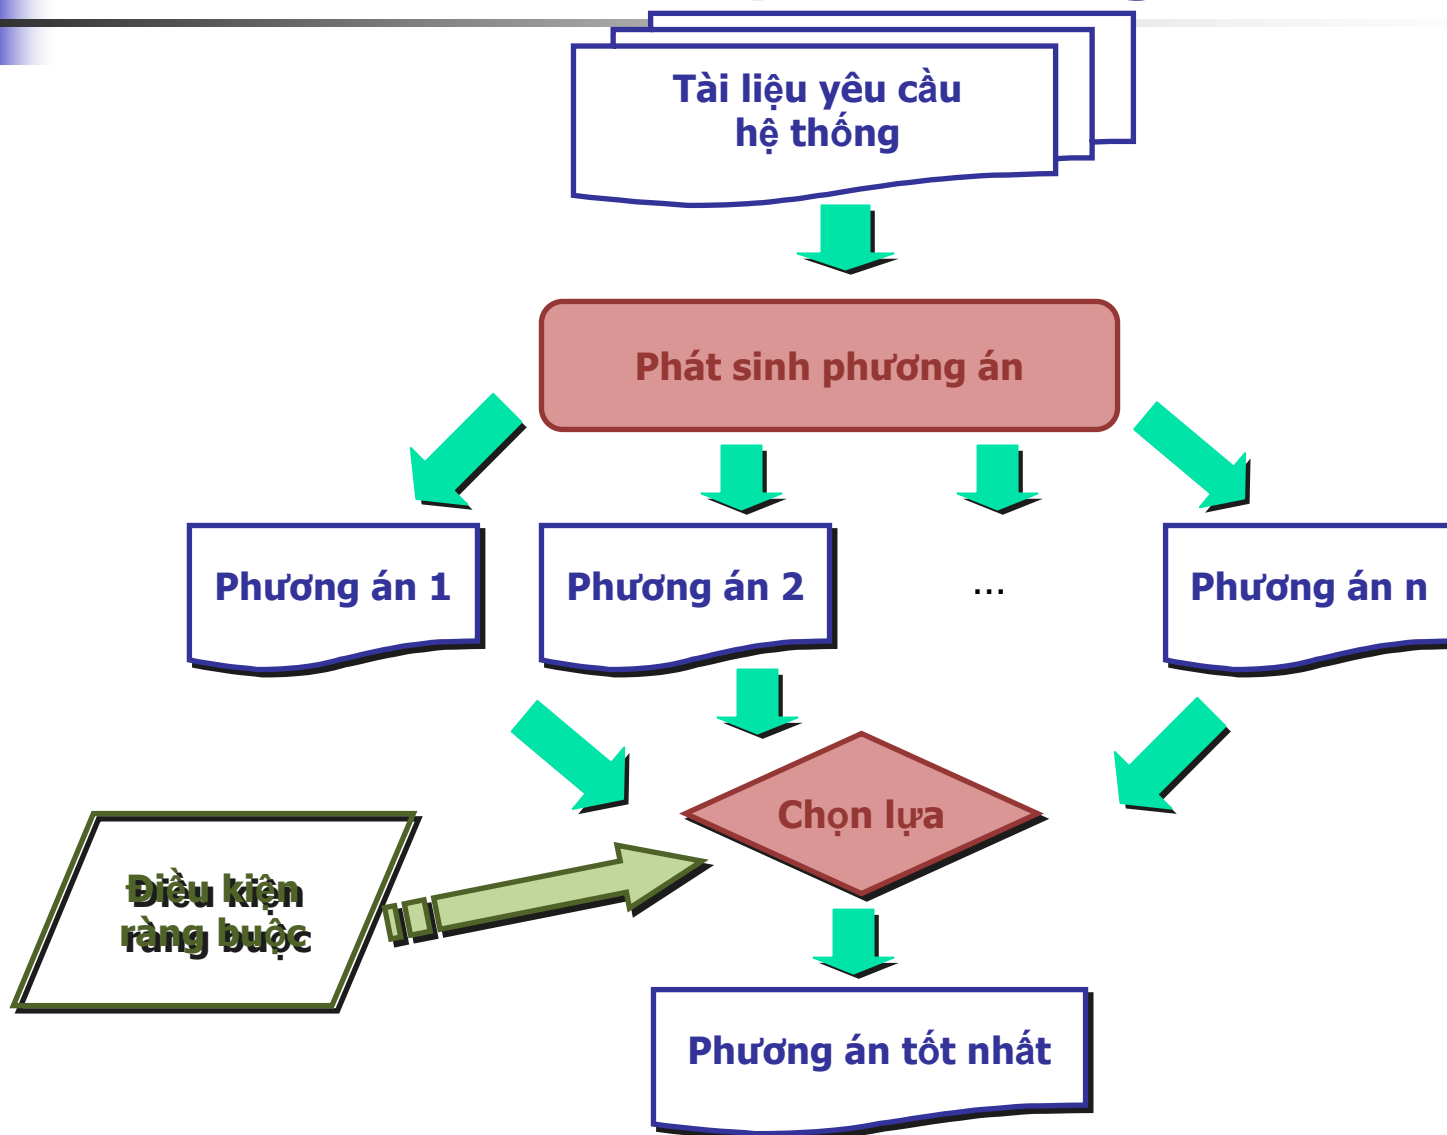 Tài liệu yêu cầu
hệ thống
Phát sinh phương án
Phương án 1
Phương án 2
...
Phương án n
Chọn lựa
Điều kiện
ràng buộc
Phương án tốt nhất